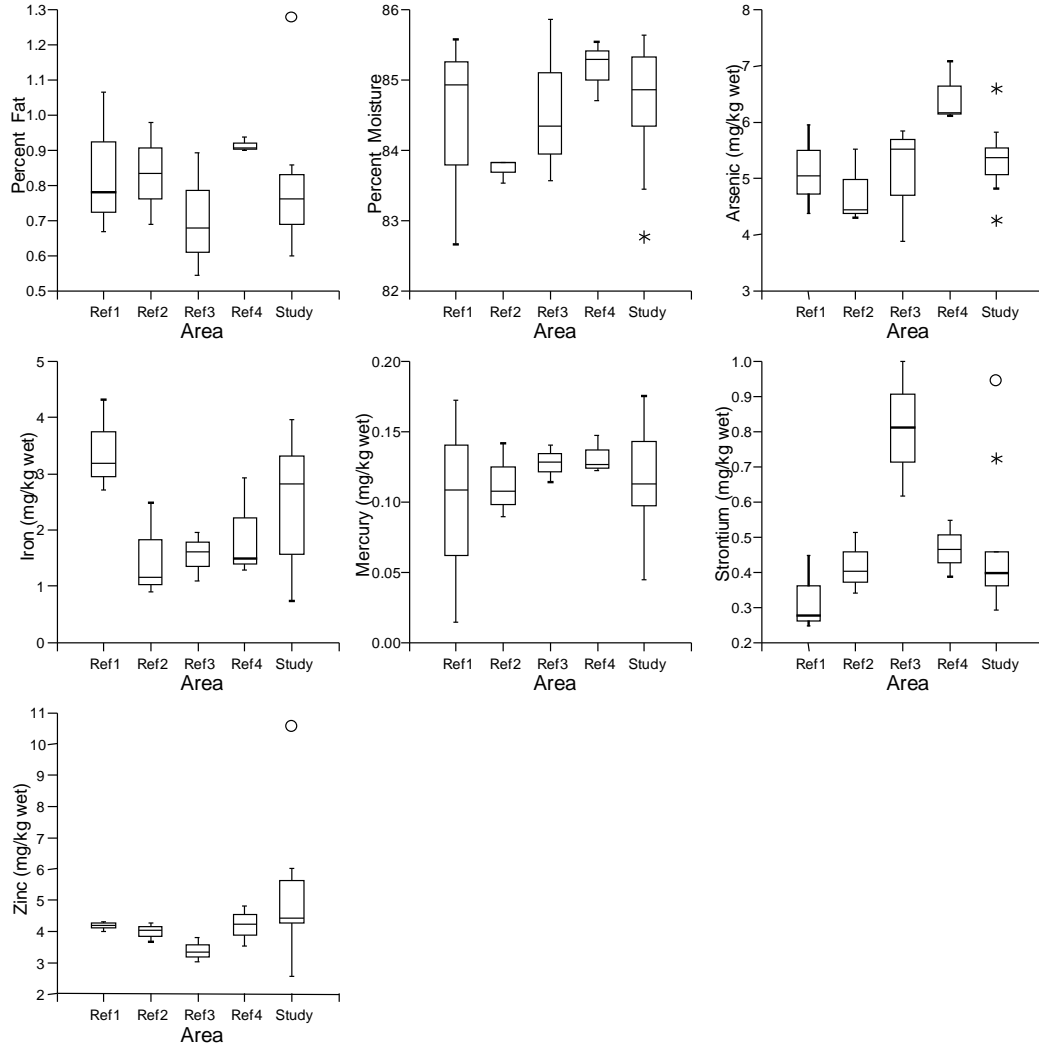 Percent Fat
1.3
1.2
1.1
1.0
0.9
0.8
0.7
0.6
0.5
Ref1 Ref2 Ref3 Ref4 Study
Area
Percent Moisture
86
85
84
83
82
Ref1 Ref2 Ref3 Ref4 Study
Area
Arsenic (mg/kg wet)
8
7
6
5
4
3
Ref1 Ref2 Ref3 Ref4 Study
Area
Iron (mg/kg wet)
5
4
3
2
1
0
Ref1 Ref2 Ref3 Ref4 Study
Area
Mercury (mg/kg wet)
0.20
0.15
0.10
0.05
0.00
Ref1 Ref2 Ref3 Ref4 Study
Area
Strontium (mg/kg wet)
1.0
0.9
0.8
0.7
0.6
0.5
0.4
0.3
0.2
Ref1 Ref2 Ref3 Ref4 Study
Area
Zinc (mg/kg wet)
11
10
9
8
7
6
5
4
3
2
Ref1 Ref2 Ref3 Ref4 Study
Area